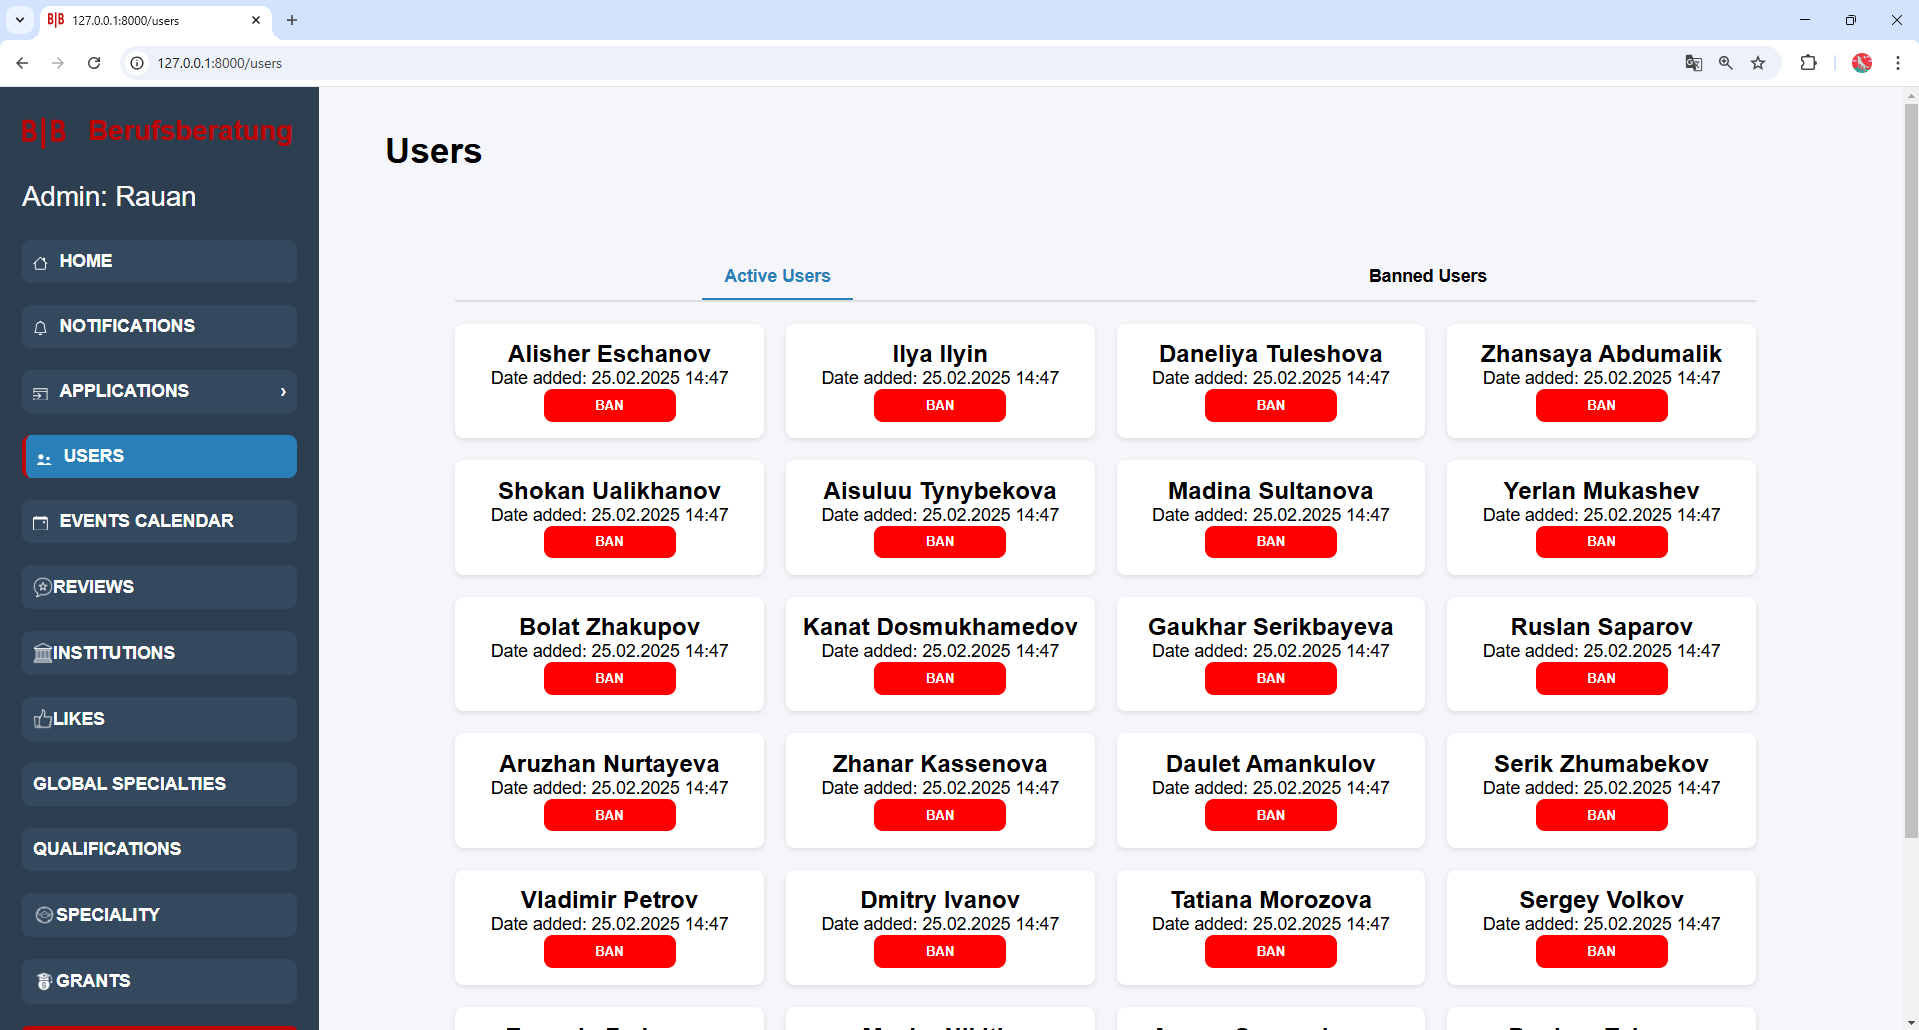 B|B 127.0.0.1:8000/users
127.0.0.1:8000/users
B|B Berufsberatung
Admin: Rauan
HOME
NOTIFICATIONS
APPLICATIONS ›
USERS
EVENTS CALENDAR
REVIEWS
INSTITUTIONS
LIKES
GLOBAL SPECIALTIES
QUALIFICATIONS
SPECIALITY
GRANTS
Users
Active Users Banned Users
Alisher Eschanov Ilya Ilyin Daneliya Tuleshova Zhansaya Abdumalik
Date added: 25.02.2025 14:47 Date added: 25.02.2025 14:47 Date added: 25.02.2025 14:47 Date added: 25.02.2025 14:47
BAN BAN BAN BAN
Shokan Ualikhanov Aisuluu Tynybekova Madina Sultanova Yerlan Mukashev
Date added: 25.02.2025 14:47 Date added: 25.02.2025 14:47 Date added: 25.02.2025 14:47 Date added: 25.02.2025 14:47
BAN BAN BAN BAN
Bolat Zhakupov Kanat Dosmukhamedov Gaukhar Serikbayeva Ruslan Saparov
Date added: 25.02.2025 14:47 Date added: 25.02.2025 14:47 Date added: 25.02.2025 14:47 Date added: 25.02.2025 14:47
BAN BAN BAN BAN
Aruzhan Nurtayeva Zhanar Kassenova Daulet Amankulov Serik Zhumabekov
Date added: 25.02.2025 14:47 Date added: 25.02.2025 14:47 Date added: 25.02.2025 14:47 Date added: 25.02.2025 14:47
BAN BAN BAN BAN
Vladimir Petrov Dmitry Ivanov Tatiana Morozova Sergey Volkov
Date added: 25.02.2025 14:47 Date added: 25.02.2025 14:47 Date added: 25.02.2025 14:47 Date added: 25.02.2025 14:47
BAN BAN BAN BAN